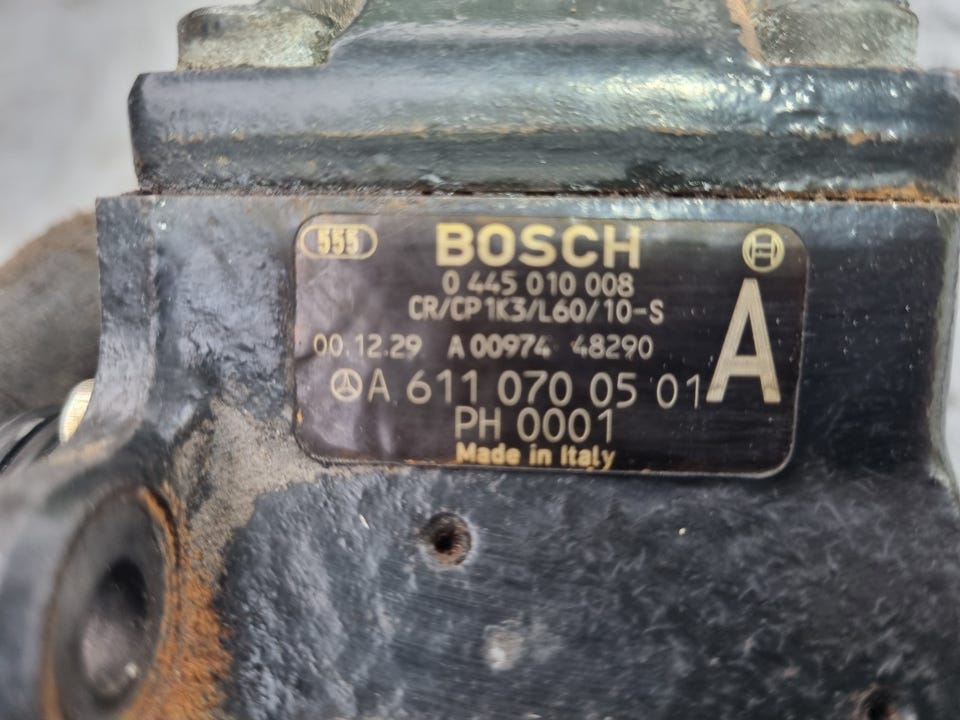 555 BOSCH
0 445 010 008
CR/CP1K3/L60/10-S
00.12.29 A 00974 48290
A 611 070 05 01
A
PH 0001
Made in Italy